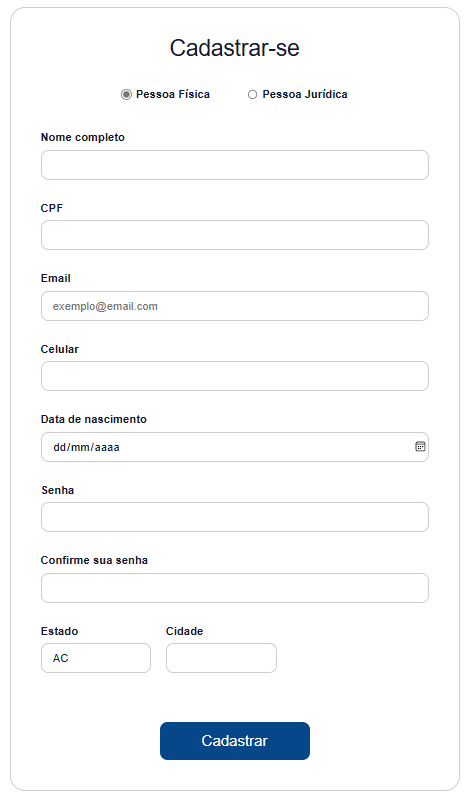 Cadastrar-se
Pessoa Física Pessoa Jurídica
Nome completo
CPF
Email
exemplo@email.com
Celular
Data de nascimento
dd/mm/aaaa
Senha
Confirme sua senha
Estado Cidade
AC
Cadastrar